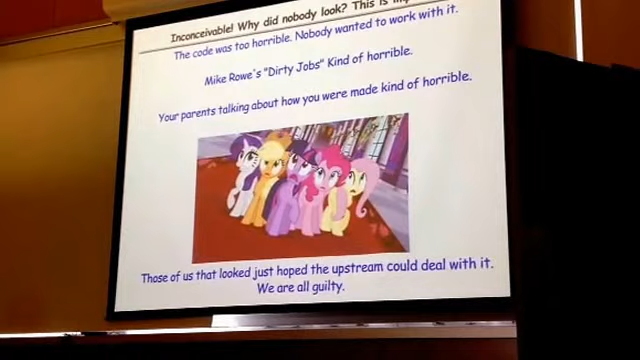 Inconceivable! Why did nobody look? This is
The code was too horrible. Nobody wanted to work with it.
Mike Rowe's "Dirty Jobs" Kind of horrible.
Your parents talking about how you were made kind of horrible.
Those of us that looked just hoped the upstream could deal with it.
We are all guilty.